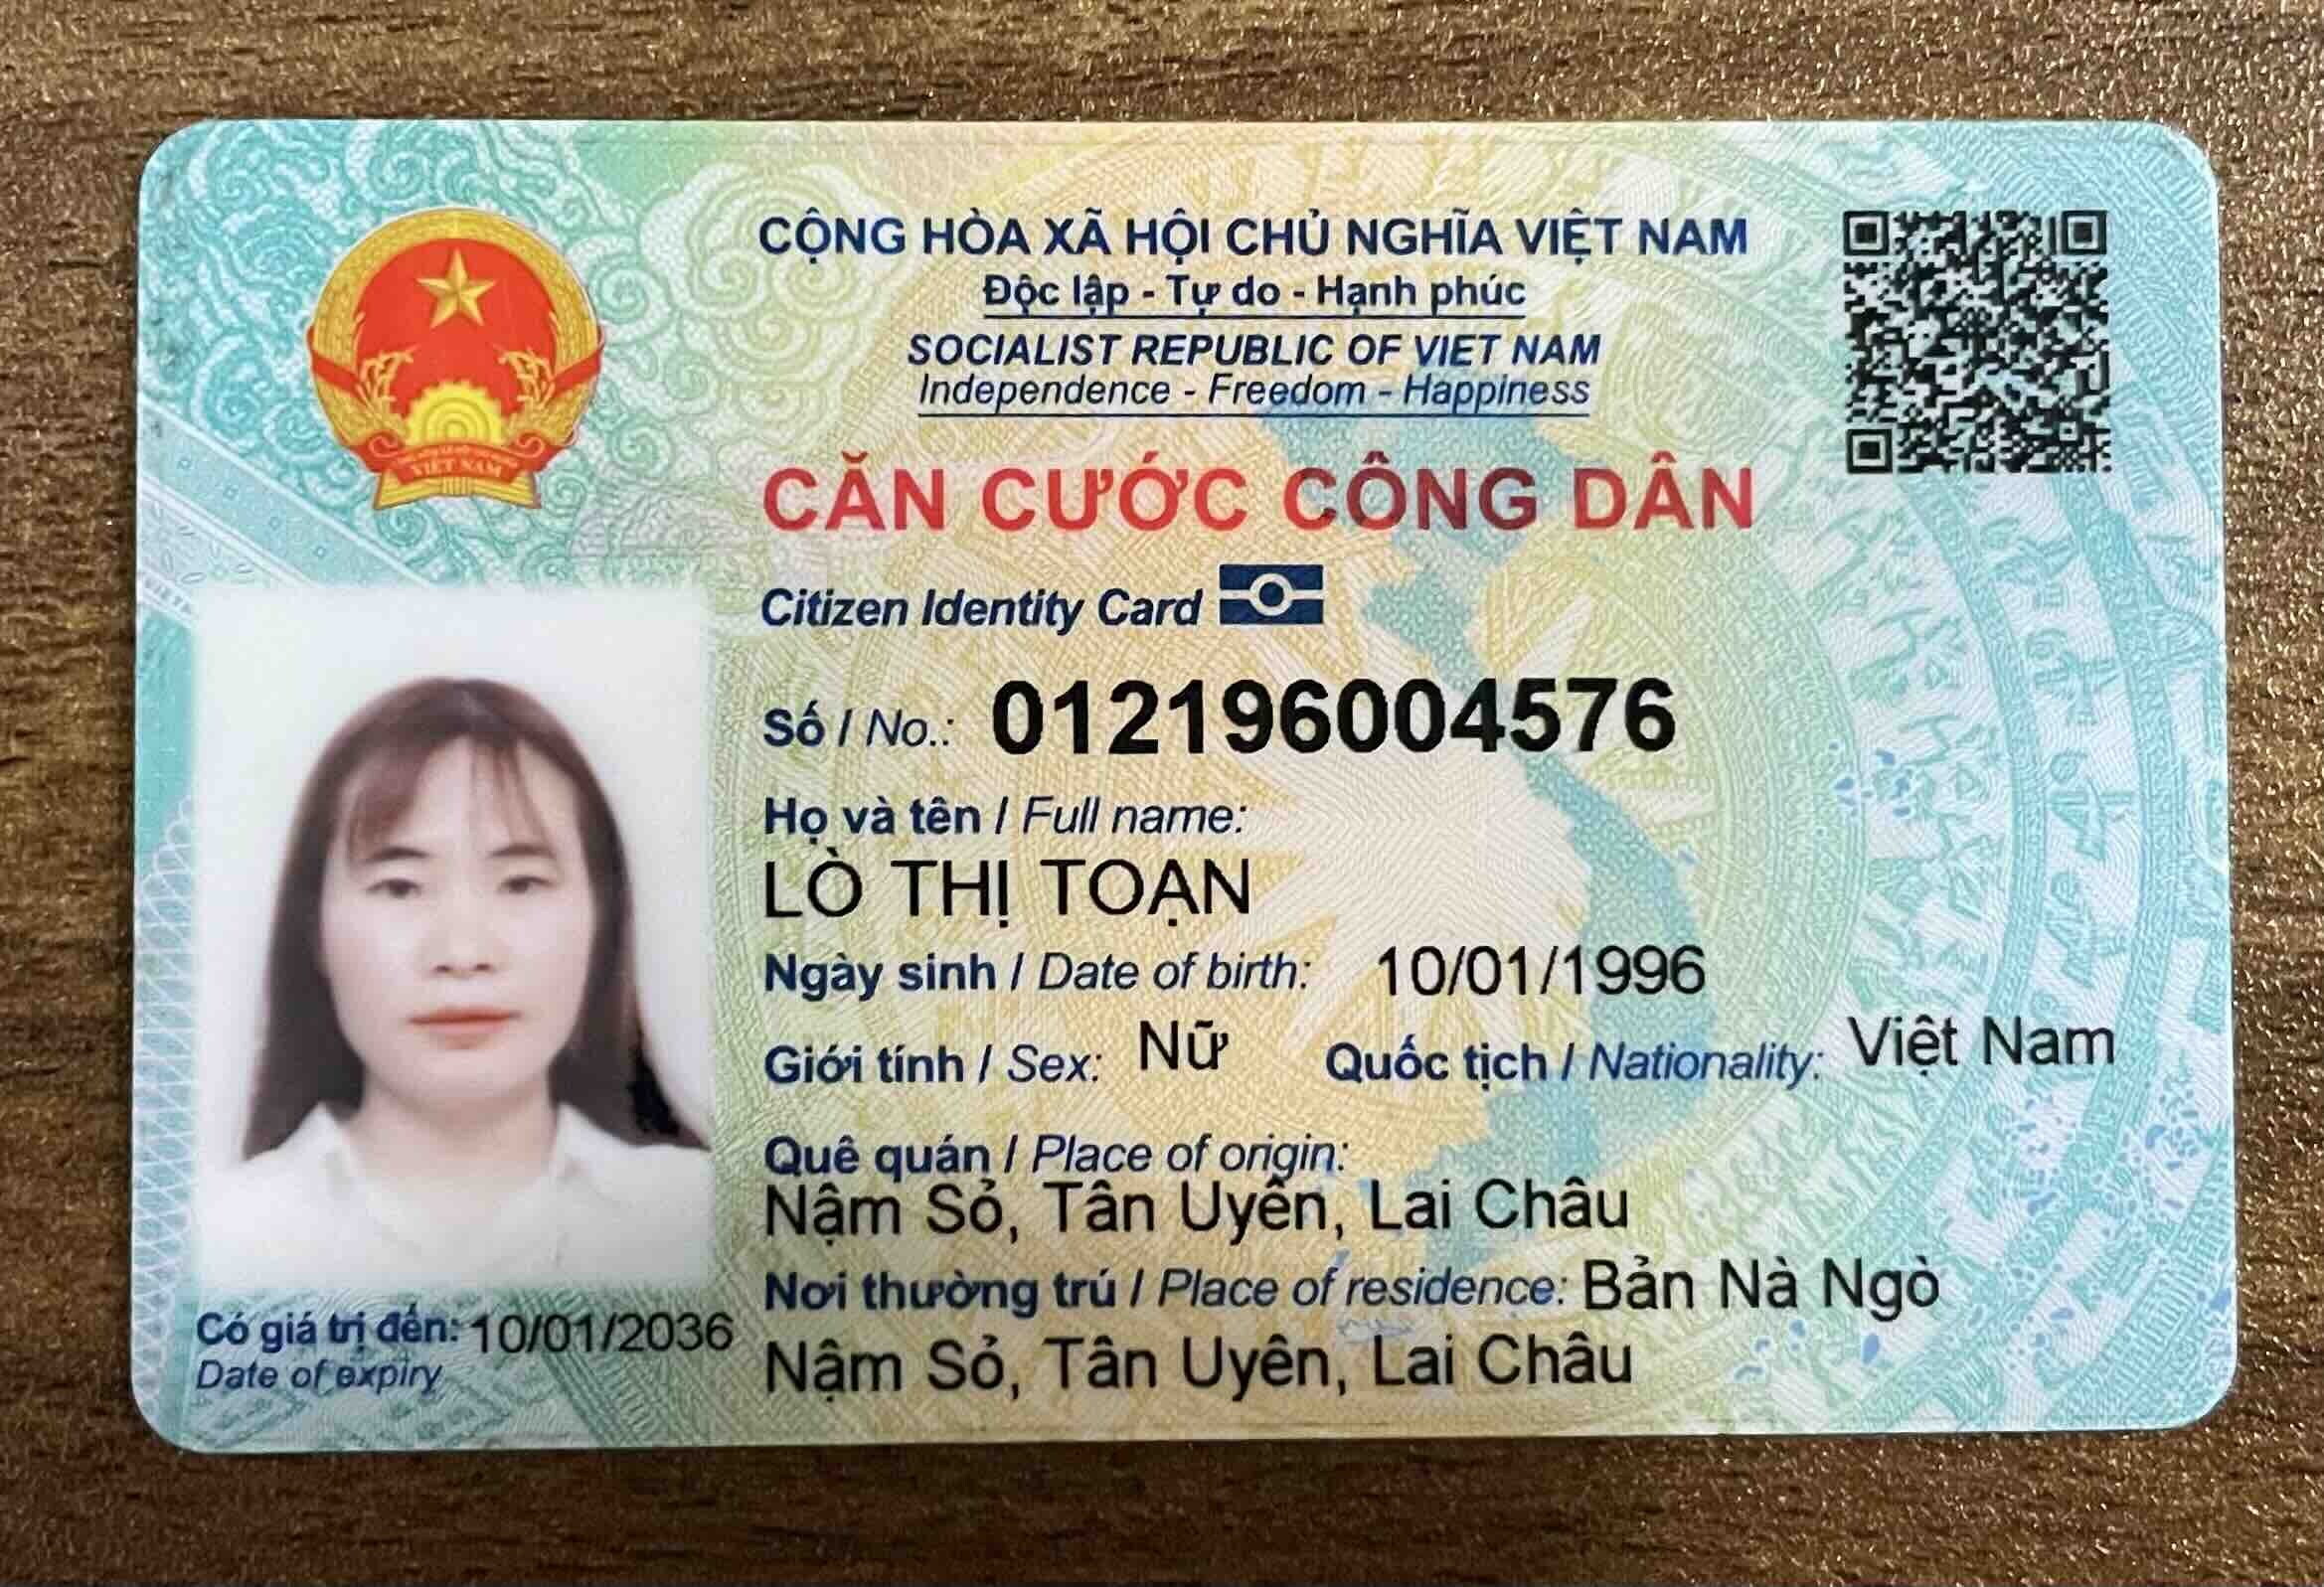 CỘNG HÒA XÃ HỘI CHỦ NGHĨA VIỆT NAM
Độc lập - Tự do - Hạnh phúc
SOCIALIST REPUBLIC OF VIET NAM
Independence - Freedom - Happiness
VIỆT NAM
CĂN CƯỚC CÔNG DÂN
Citizen Identity Card
Số / No.: 012196004576
Họ và tên / Full name:
LÒ THỊ TOẠN
Ngày sinh / Date of birth: 10/01/1996
Giới tính / Sex: Nữ Quốc tịch / Nationality: Việt Nam
Quê quán / Place of origin:
Nậm Sỏ, Tân Uyên, Lai Châu
Nơi thường trú / Place of residence: Bản Nà Ngò
Nậm Sỏ, Tân Uyên, Lai Châu
Có giá trị đến: 10/01/2036
Date of expiry